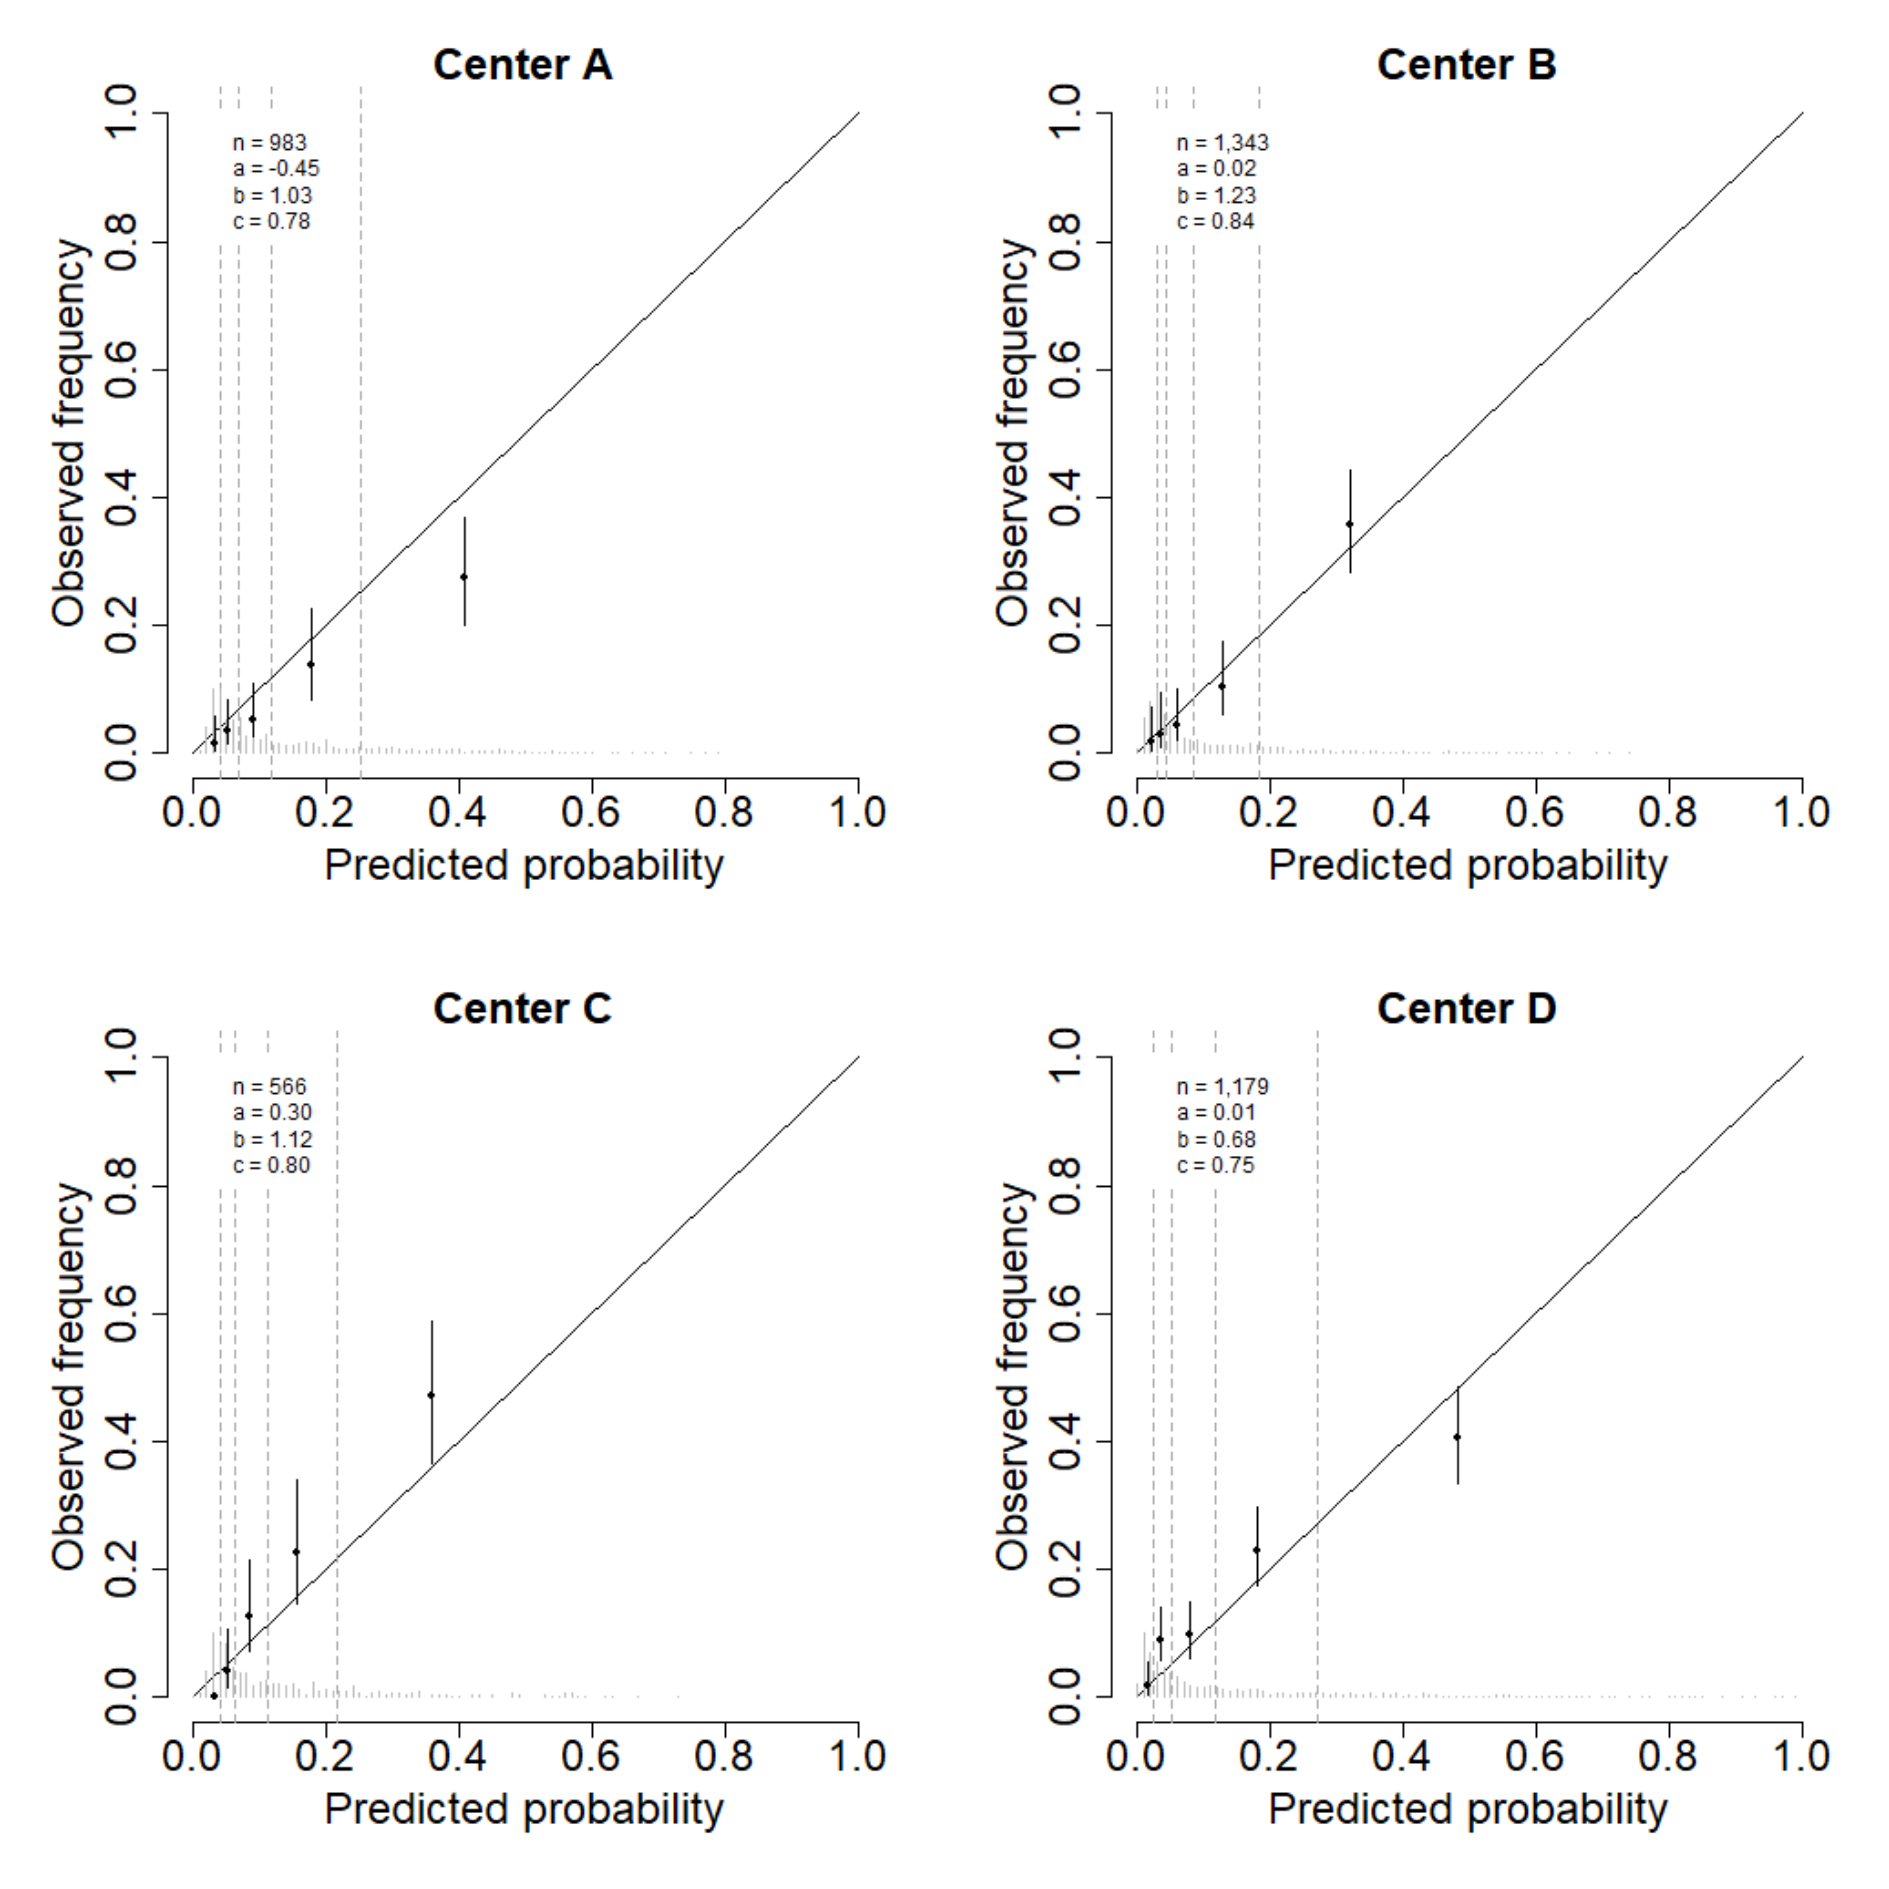 Center A
Observed frequency
1.0
0.8
0.6
0.4
0.2
0.0
n = 983
a = -0.45
b = 1.03
c = 0.78
0.0 0.2 0.4 0.6 0.8 1.0
Predicted probability
Center B
Observed frequency
1.0
0.8
0.6
0.4
0.2
0.0
n = 1,343
a = 0.02
b = 1.23
c = 0.84
0.0 0.2 0.4 0.6 0.8 1.0
Predicted probability
Center C
Observed frequency
1.0
0.8
0.6
0.4
0.2
0.0
n = 566
a = 0.30
b = 1.12
c = 0.80
0.0 0.2 0.4 0.6 0.8 1.0
Predicted probability
Center D
Observed frequency
1.0
0.8
0.6
0.4
0.2
0.0
n = 1,179
a = 0.01
b = 0.68
c = 0.75
0.0 0.2 0.4 0.6 0.8 1.0
Predicted probability